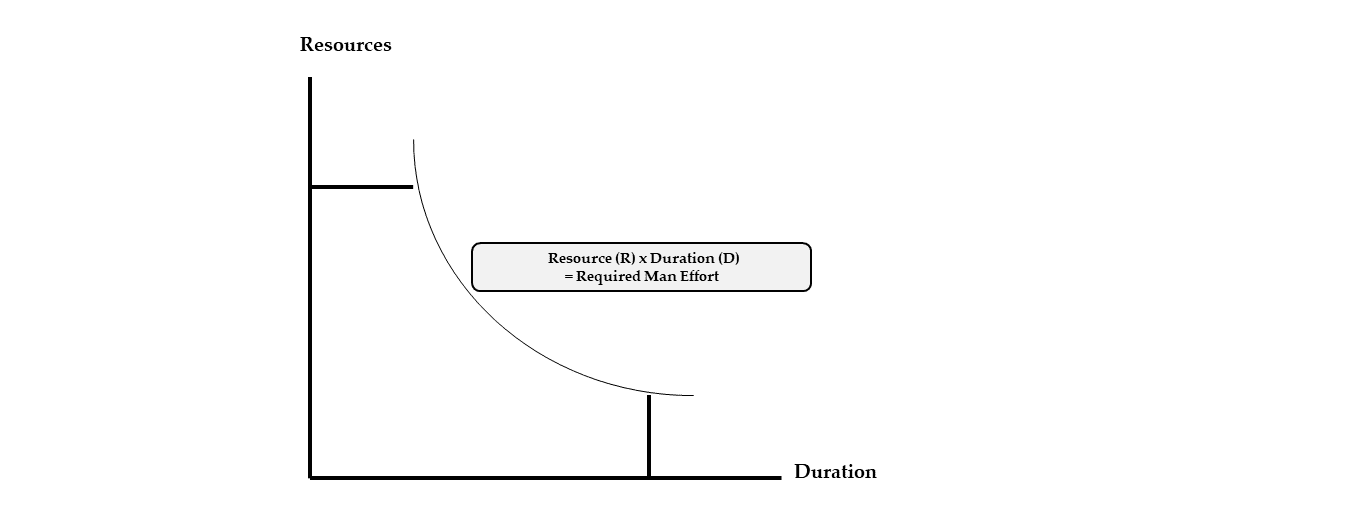 Resources
Resource (R) x Duration (D)
= Required Man Effort
Duration